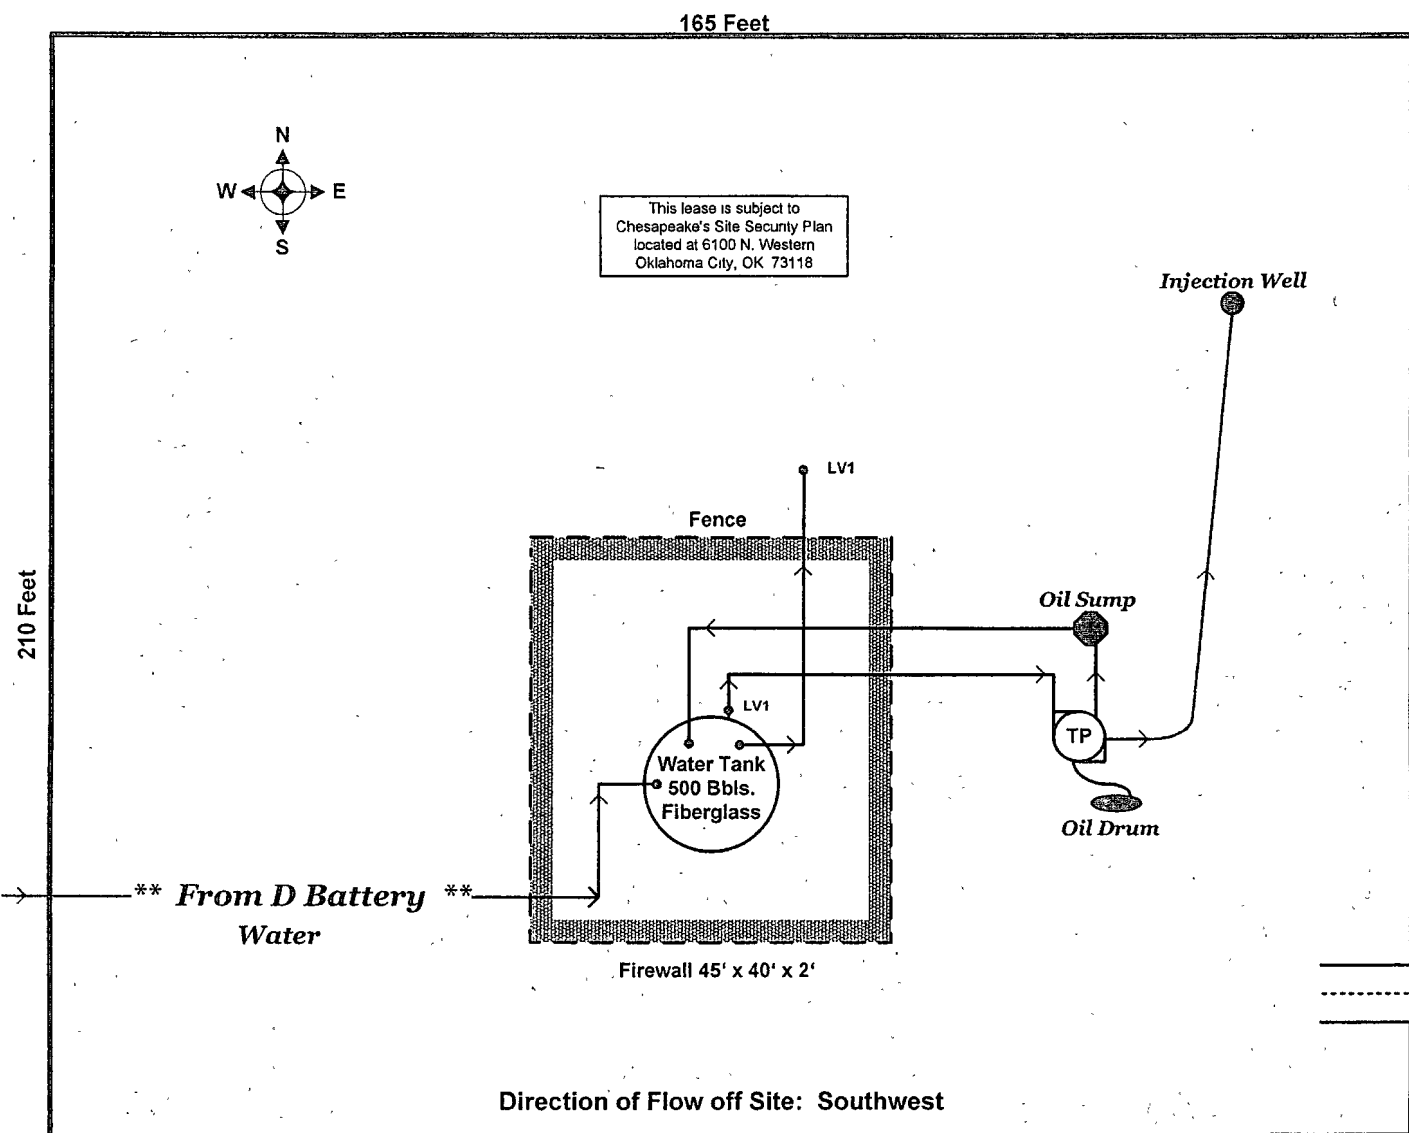 165 Feet
N
W E
S
This lease is subject to
Chesapeake's Site Security Plan
located at 6100 N. Western
Oklahoma City, OK 73118
Injection Well
LV1
Fence
210 Feet
Oil Sump
LV1
TP
Water Tank
500 Bbls.
Fiberglass
Oil Drum
** From D Battery **
Water
Firewall 45' x 40' x 2'
Direction of Flow off Site: Southwest